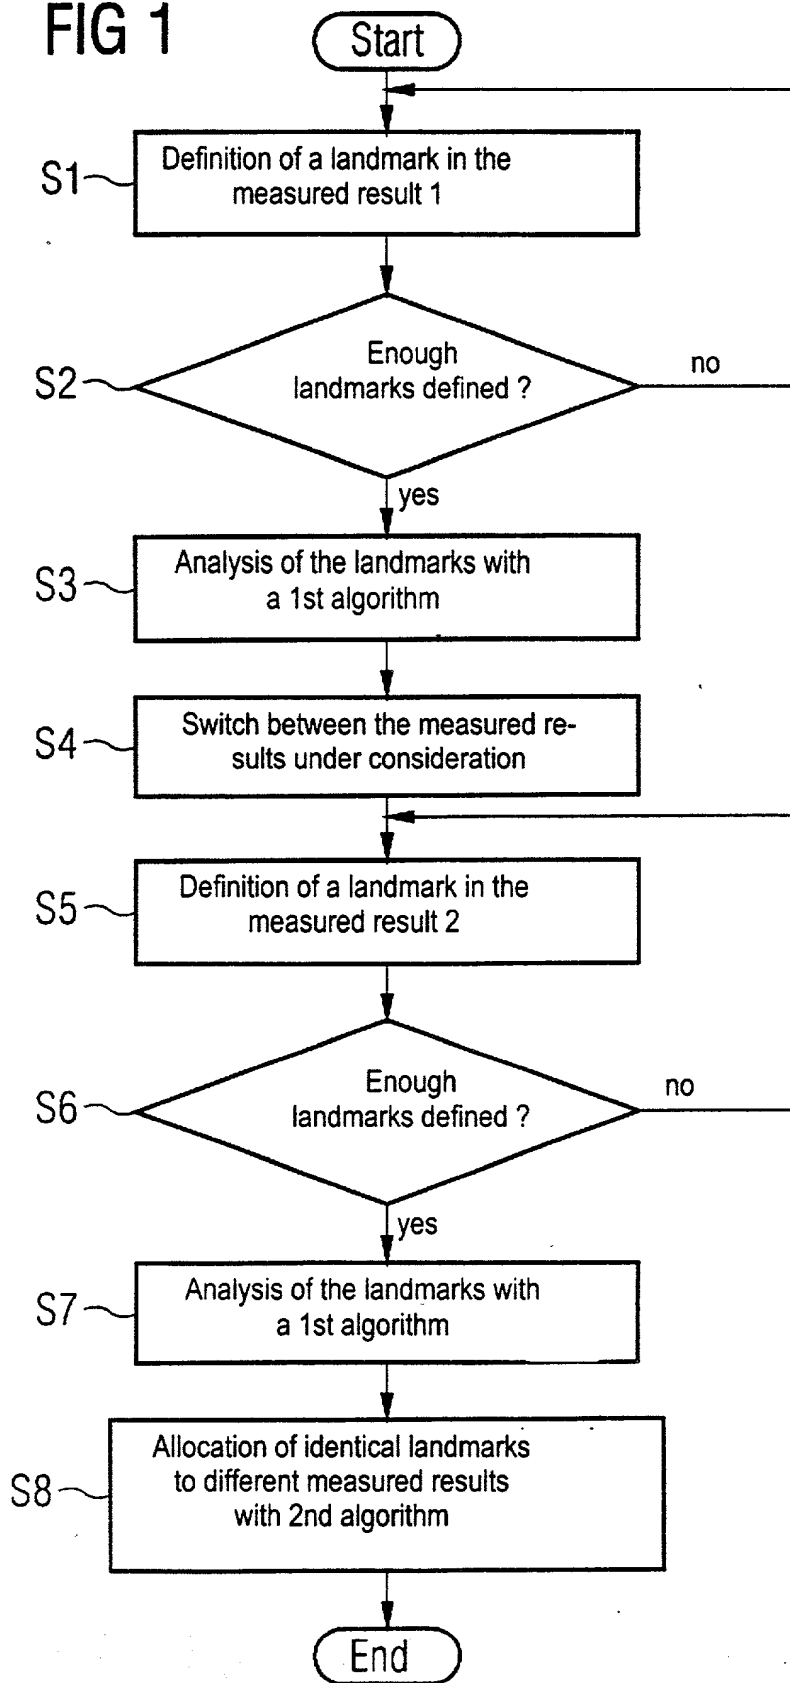 FIG 1
Start
S1
Definition of a landmark in the
measured result 1
S2
Enough
landmarks defined ?
no
yes
S3
Analysis of the landmarks with
a 1st algorithm
S4
Switch between the measured re-
sults under consideration
S5
Definition of a landmark in the
measured result 2
S6
Enough
landmarks defined ?
no
yes
S7
Analysis of the landmarks with
a 1st algorithm
S8
Allocation of identical landmarks
to different measured results
with 2nd algorithm
End